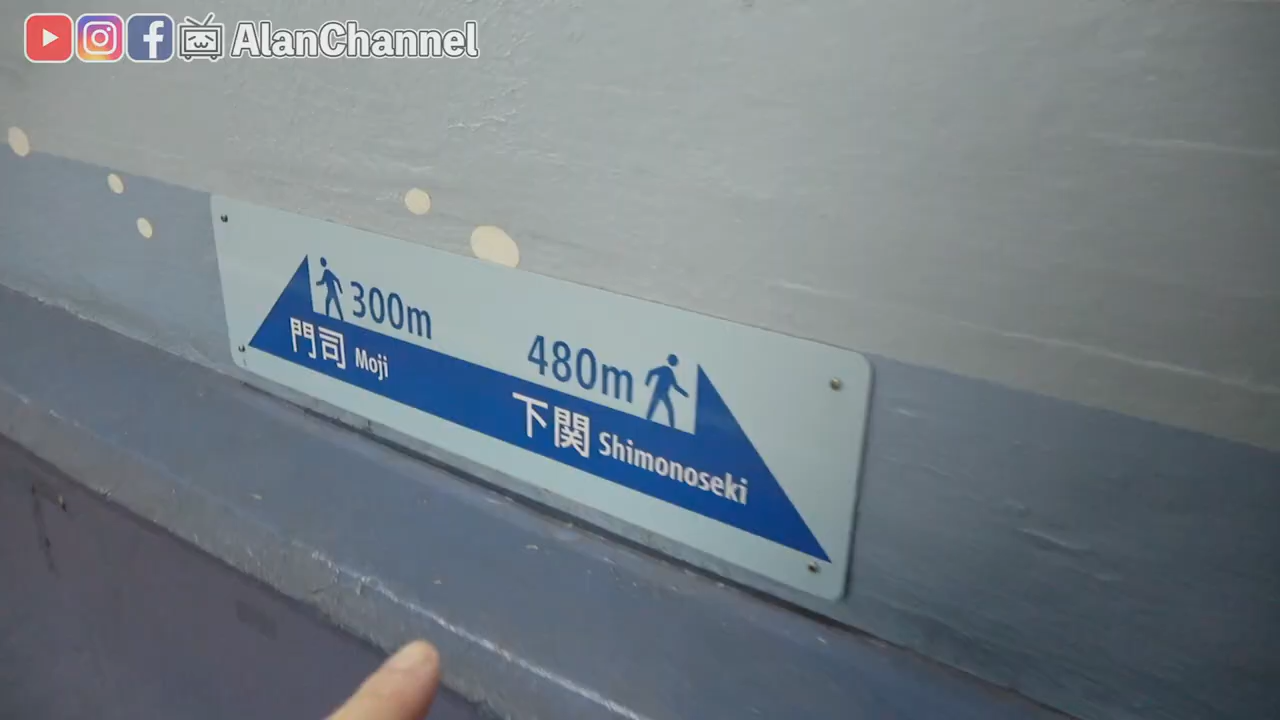 AlanChannel
300m
門司 Moji
480m
下関 Shimonoseki